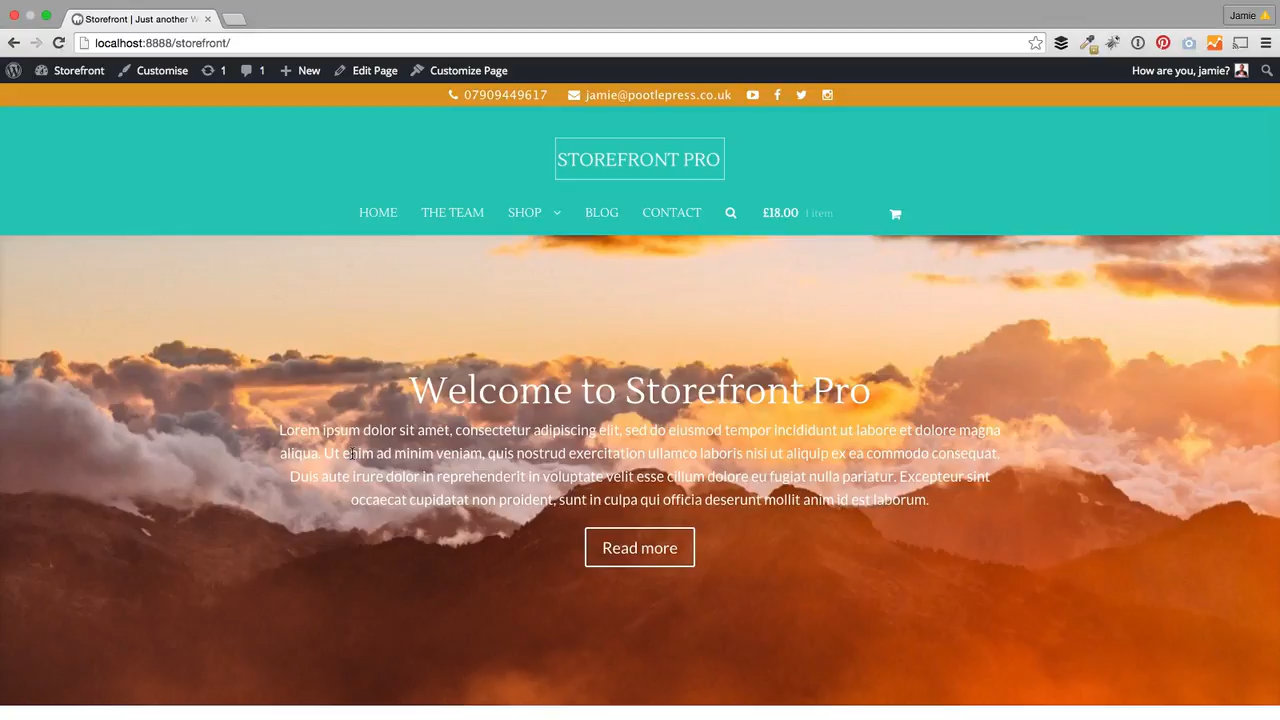 Storefront | Just another W
Jamie
localhost:8888/storefront/
Storefront Customise 1 1 New Edit Page Customize Page How are you, jamie?
07909449617 jamie@pootlepress.co.uk
STOREFRONT PRO
HOME THE TEAM SHOP BLOG CONTACT £18.00 1 item
Welcome to Storefront Pro
Lorem ipsum dolor sit amet, consectetur adipiscing elit, sed do eiusmod tempor incididunt ut labore et dolore magna
aliqua. Ut enim ad minim veniam, quis nostrud exercitation ullamco laboris nisi ut aliquip ex ea commodo consequat.
Duis aute irure dolor in reprehenderit in voluptate velit esse cillum dolore eu fugiat nulla pariatur. Excepteur sint
occaecat cupidatat non proident, sunt in culpa qui officia deserunt mollit anim id est laborum.
Read more